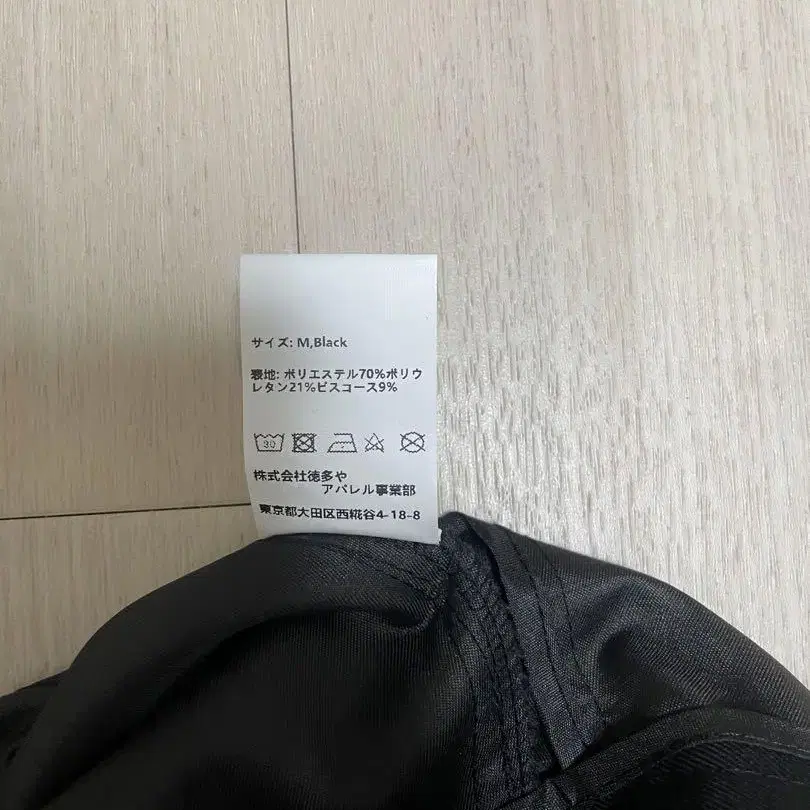 サイズ: M,Black
表地: ポリエステル70%ポリウ
レタン21%ビスコース9%
30
株式会社徳多や
アパレル事業部
東京都大田区西糀谷4-18-8